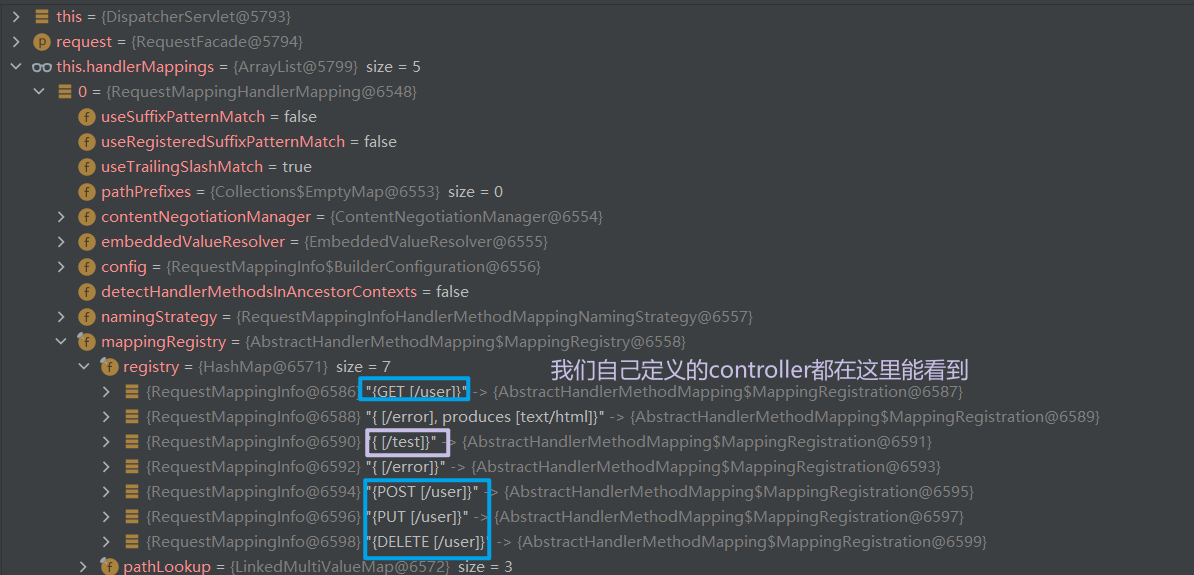 this = {DispatcherServlet@5793}
request = {RequestFacade@5794}
this.handlerMappings = {ArrayList@5799} size = 5
0 = {RequestMappingHandlerMapping@6548}
useSuffixPatternMatch = false
useRegisteredSuffixPatternMatch = false
useTrailingSlashMatch = true
pathPrefixes = {Collections$EmptyMap@6553} size = 0
contentNegotiationManager = {ContentNegotiationManager@6554}
embeddedValueResolver = {EmbeddedValueResolver@6555}
config = {RequestMappingInfo$BuilderConfiguration@6556}
detectHandlerMethodsInAncestorContexts = false
namingStrategy = {RequestMappingInfoHandlerMethodMappingNamingStrategy@6557}
mappingRegistry = {AbstractHandlerMethodMapping$MappingRegistry@6558}
registry = {HashMap@6571} size = 7
我们自己定义的controller都在这里能看到
{RequestMappingInfo@6586} "{GET [/user]}" -> {AbstractHandlerMethodMapping$MappingRegistration@6587}
{RequestMappingInfo@6588} "{ [/error], produces [text/html]}" -> {AbstractHandlerMethodMapping$MappingRegistration@6589}
{RequestMappingInfo@6590} "{ [/test]}" -> {AbstractHandlerMethodMapping$MappingRegistration@6591}
{RequestMappingInfo@6592} "{ [/error]}" -> {AbstractHandlerMethodMapping$MappingRegistration@6593}
{RequestMappingInfo@6594} "{POST [/user]}" -> {AbstractHandlerMethodMapping$MappingRegistration@6595}
{RequestMappingInfo@6596} "{PUT [/user]}" -> {AbstractHandlerMethodMapping$MappingRegistration@6597}
{RequestMappingInfo@6598} "{DELETE [/user]}" -> {AbstractHandlerMethodMapping$MappingRegistration@6599}
pathLookup = {LinkedMultiValueMap@6572} size = 3